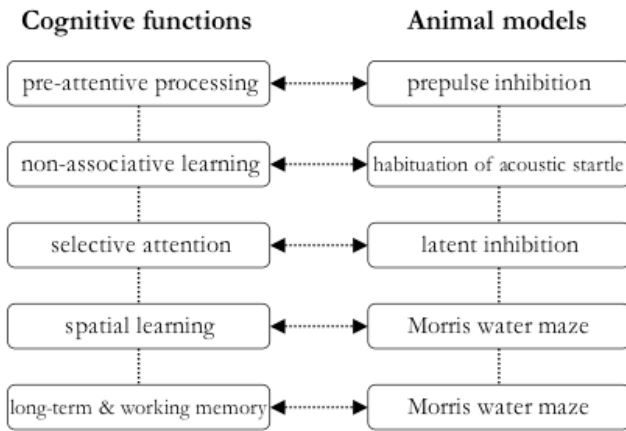 Cognitive functions Animal models
pre-attentive processing prepulse inhibition
non-associative learning habituation of acoustic startle
selective attention latent inhibition
spatial learning Morris water maze
long-term & working memory Morris water maze